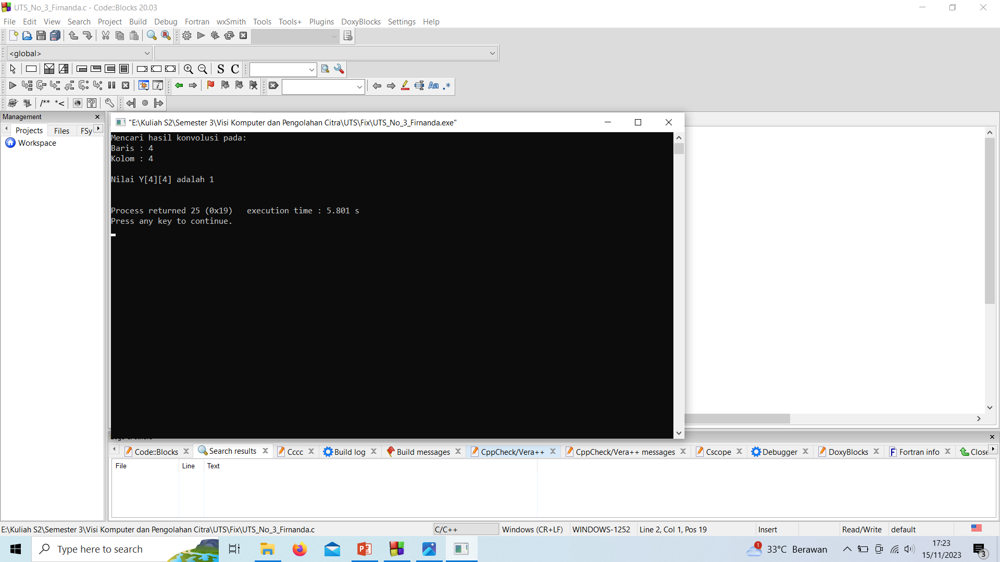 UTS_No_3_Firnanda.c - Code::Blocks 20.03
File Edit View Search Project Build Debug Fortran wxSmith Tools Tools+ Plugins DoxyBlocks Settings Help
<global>
S C
/** *<
Aa .*
Management
Projects Files FSy
Workspace
"E:\Kuliah S2\Semester 3\Visi Komputer dan Pengolahan Citra\UTS\Fix\UTS_No_3_Firnanda.exe"
Mencari hasil konvolusi pada:
Baris : 4
Kolom : 4
Nilai Y[4][4] adalah 1
Process returned 25 (0x19)   execution time : 5.801 s
Press any key to continue.
Code::Blocks Search results Cccc Build log Build messages CppCheck/Vera++ CppCheck/Vera++ messages Cscope Debugger DoxyBlocks Fortran info Close
File Line Text
E:\Kuliah S2\Semester 3\Visi Komputer dan Pengolahan Citra\UTS\Fix\UTS_No_3_Firnanda.c C/C++ Windows (CR+LF) WINDOWS-1252 Line 2, Col 1, Pos 19 Insert Read/Write default
Type here to search
1 33°C Berawan
17:23
15/11/2023
3